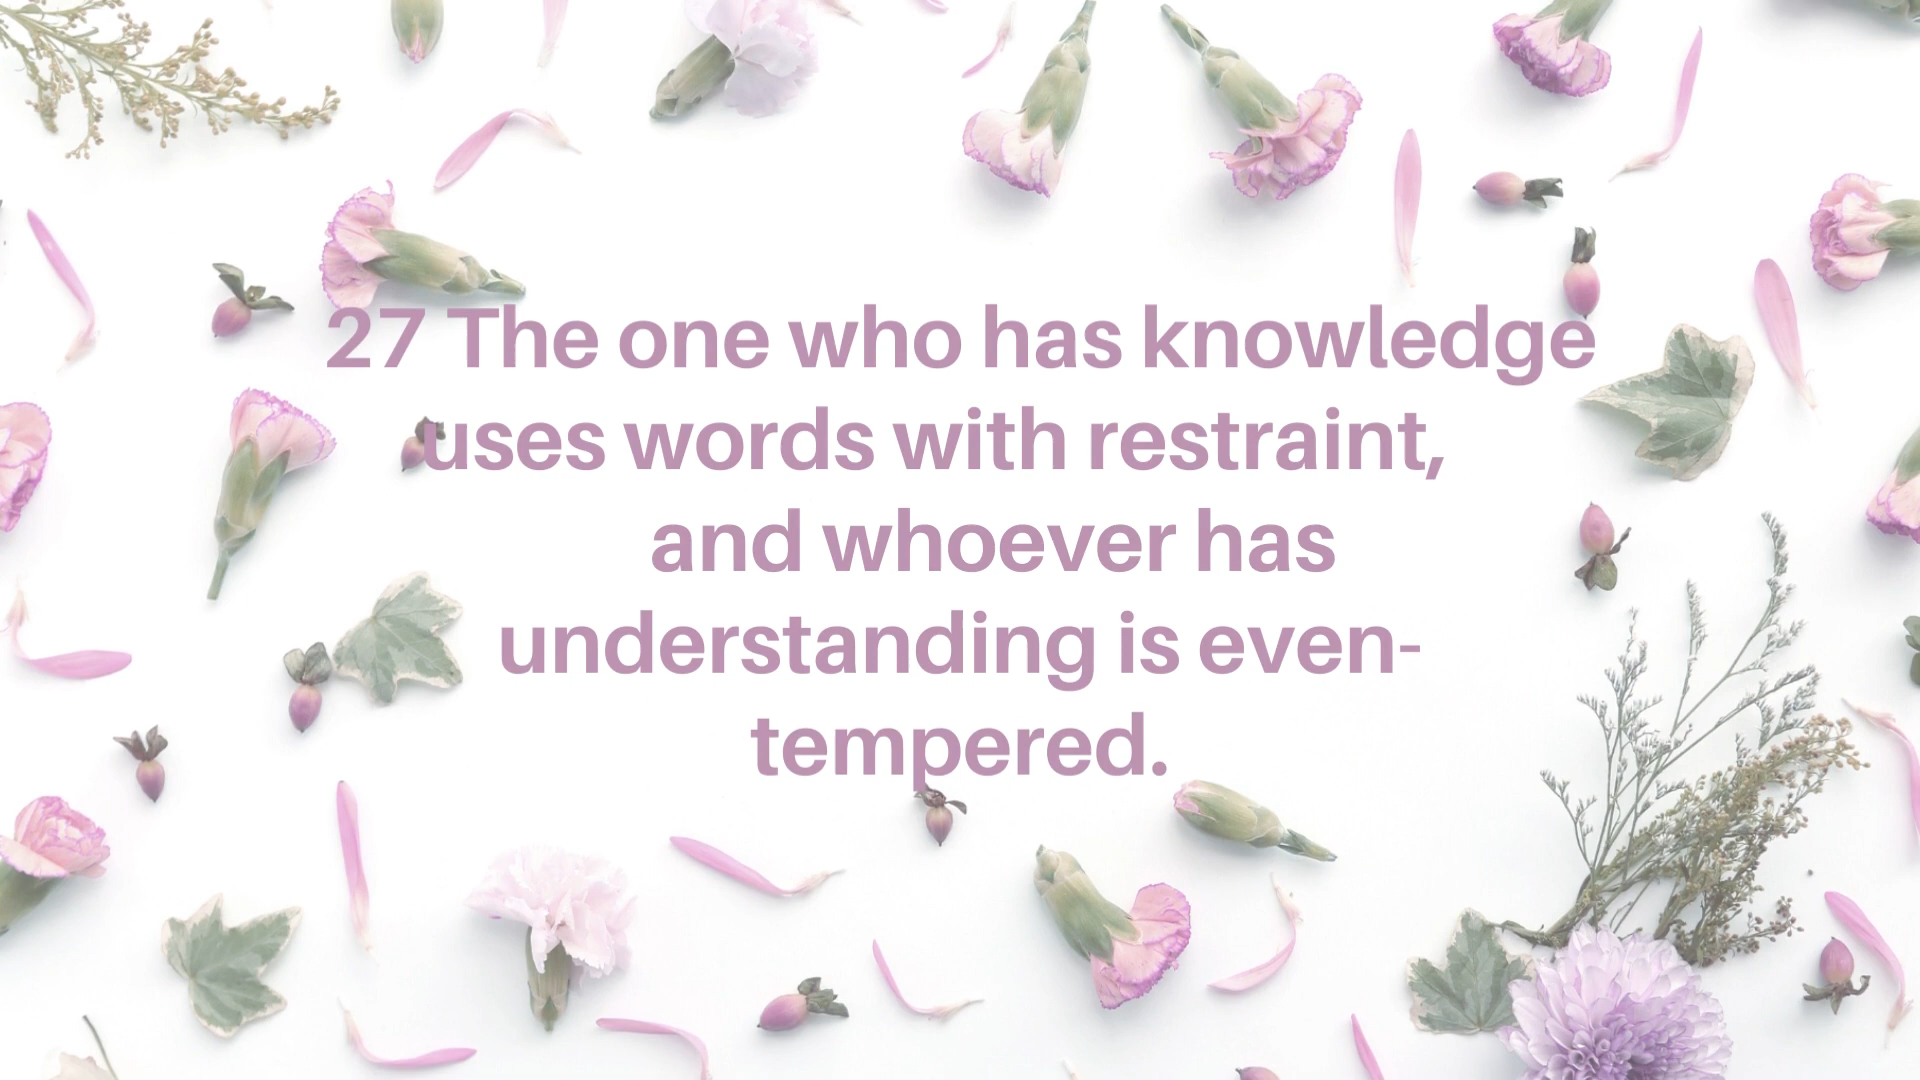 27 The one who has knowledge
uses words with restraint,
and whoever has
understanding is even-
tempered.